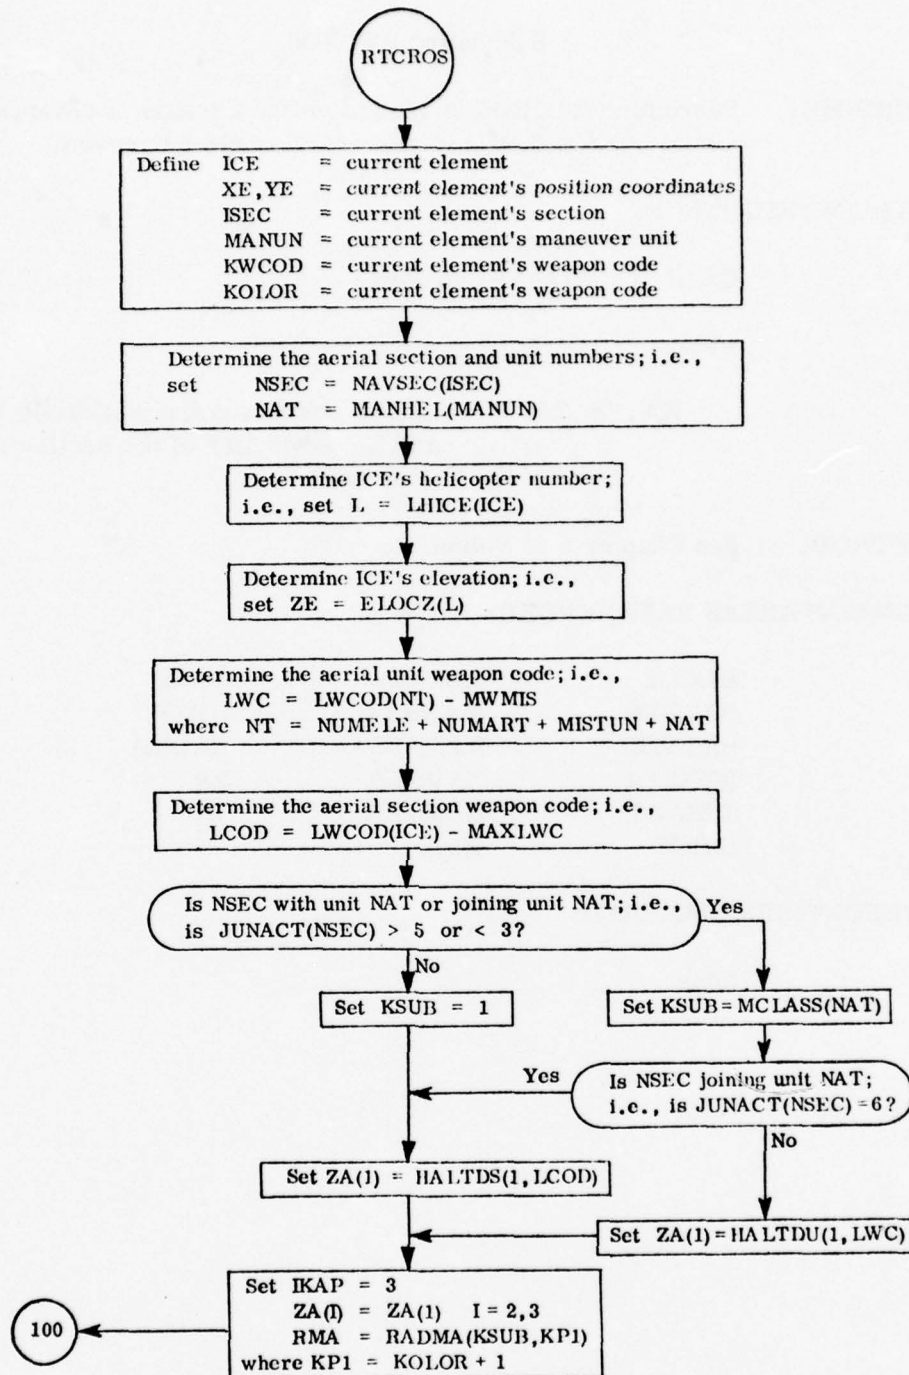 RTCROS
Define ICE = current element
XE,YE = current element's position coordinates
ISEC = current element's section
MANUN = current element's maneuver unit
KWCOD = current element's weapon code
KOLOR = current element's weapon code
Determine the aerial section and unit numbers; i.e.,
set NSEC = NAVSEC(ISEC)
NAT = MANHEL(MANUN)
Determine ICE's helicopter number;
i.e., set L = LHICE(ICE)
Determine ICE's elevation; i.e.,
set ZE = ELOCZ(L)
Determine the aerial unit weapon code; i.e.,
LWC = LWCOD(NT) - MWMIS
where NT = NUMELE + NUMART + MISTUN + NAT
Determine the aerial section weapon code; i.e.,
LCOD = LWCOD(ICE) - MAXLWC
Is NSEC with unit NAT or joining unit NAT; i.e.,
is JUNACT(NSEC) > 5 or < 3?
Yes
No
Set KSUB = 1
Set KSUB = MCLASS(NAT)
Yes
Is NSEC joining unit NAT;
i.e., is JUNACT(NSEC) = 6?
No
Set ZA(1) = HALTDS(1, LCOD)
Set ZA(1) = HALTDU(1, LWC)
Set IKAP = 3
ZA(I) = ZA(1) I = 2,3
RMA = RADMA(KSUB,KP1)
where KP1 = KOLOR + 1
100